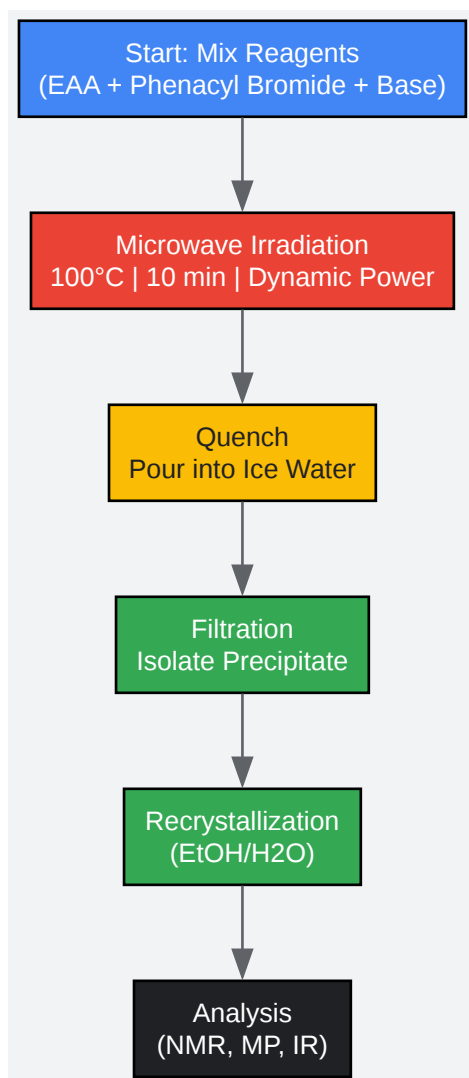 Start: Mix Reagents
(EAA + Phenacyl Bromide + Base)
Microwave Irradiation
100°C | 10 min | Dynamic Power
Quench
Pour into Ice Water
Filtration
Isolate Precipitate
Recrystallization
(EtOH/H2O)
Analysis
(NMR, MP, IR)